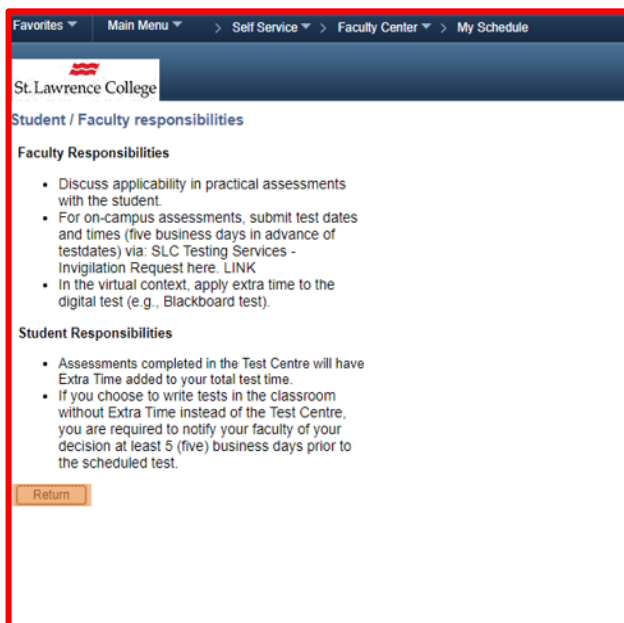 Favorites Main Menu > Self Service > Faculty Center > My Schedule
St. Lawrence College
Student / Faculty responsibilities
Faculty Responsibilities
• Discuss applicability in practical assessments
with the student.
• For on-campus assessments, submit test dates
and times (five business days in advance of
testdates) via: SLC Testing Services -
Invigilation Request here. LINK
• In the virtual context, apply extra time to the
digital test (e.g., Blackboard test).
Student Responsibilities
• Assessments completed in the Test Centre will have
Extra Time added to your total test time.
• If you choose to write tests in the classroom
without Extra Time instead of the Test Centre,
you are required to notify your faculty of your
decision at least 5 (five) business days prior to
the scheduled test.
Return